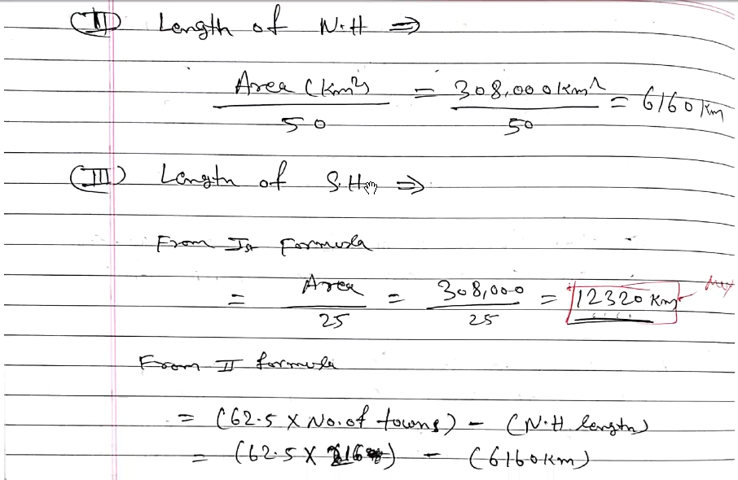 (II) Length of N.H ⇒
Area (km²) / 50 = 308,000 km² / 50 = 6160 km
(III) Length of S.H ⇒
From Ist Formula
= Area / 25 = 308,000 / 25 = 12320 km
From II formula
= (62.5 × No. of towns) - (N.H length)
= (62.5 × ) - (6160 km)